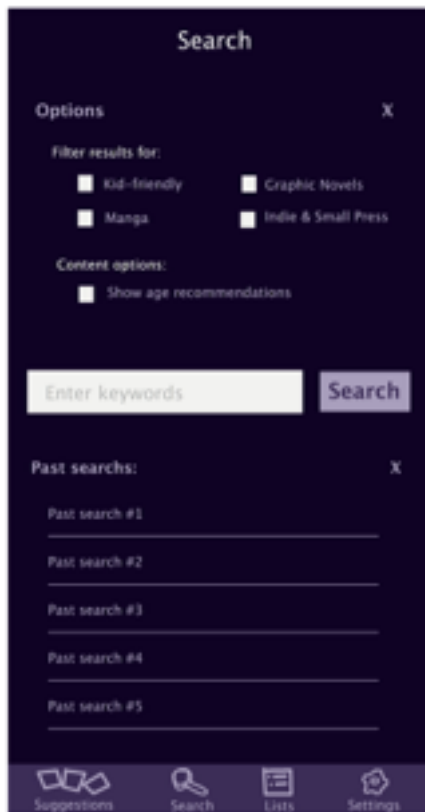 Search
Options X
Filter results for:
Kid-friendly Graphic Novels
Manga Indie & Small Press
Content options:
Show age recommendations
Enter keywords Search
Past searchs: X
Past search #1
Past search #2
Past search #3
Past search #4
Past search #5
Suggestions Search Lists Settings